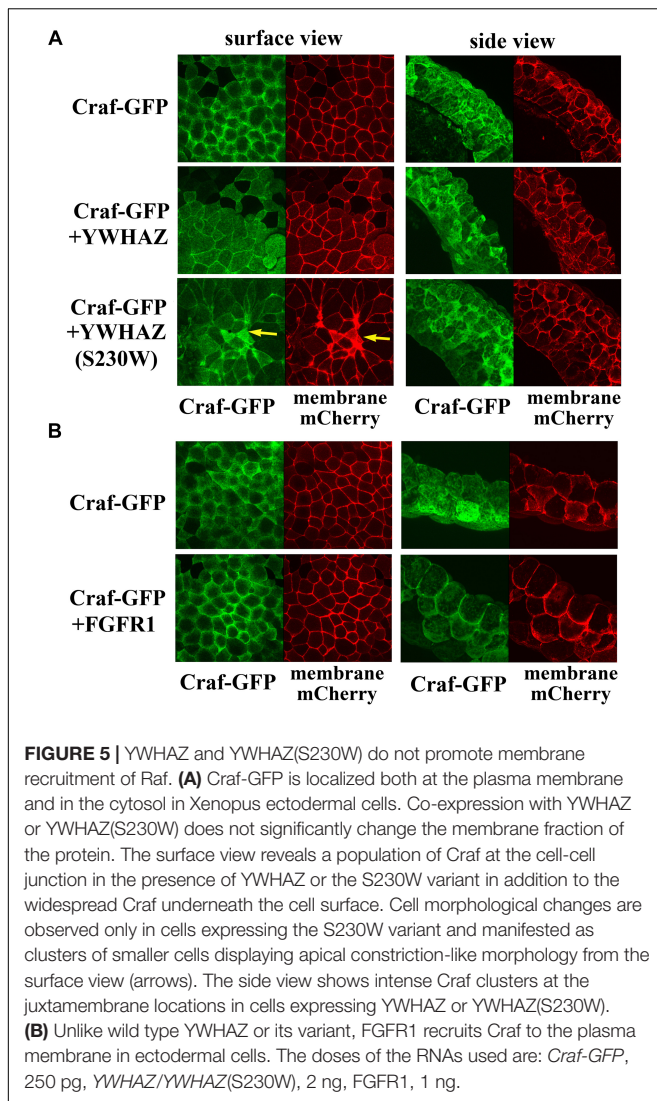 A
surface view
side view
Craf-GFP
Craf-GFP
+YWHAZ
Craf-GFP
+YWHAZ
(S230W)
Craf-GFP
membrane
mCherry
Craf-GFP
membrane
mCherry
B
Craf-GFP
Craf-GFP
+FGFR1
Craf-GFP
membrane
mCherry
Craf-GFP
membrane
mCherry
FIGURE 5 | YWHAZ and YWHAZ(S230W) do not promote membrane
recruitment of Raf. (A) Craf-GFP is localized both at the plasma membrane
and in the cytosol in Xenopus ectodermal cells. Co-expression with YWHAZ
or YWHAZ(S230W) does not significantly change the membrane fraction of
the protein. The surface view reveals a population of Craf at the cell-cell
junction in the presence of YWHAZ or the S230W variant in addition to the
widespread Craf underneath the cell surface. Cell morphological changes are
observed only in cells expressing the S230W variant and manifested as
clusters of smaller cells displaying apical constriction-like morphology from the
surface view (arrows). The side view shows intense Craf clusters at the
juxtamembrane locations in cells expressing YWHAZ or YWHAZ(S230W).
(B) Unlike wild type YWHAZ or its variant, FGFR1 recruits Craf to the plasma
membrane in ectodermal cells. The doses of the RNAs used are: Craf-GFP,
250 pg, YWHAZ/YWHAZ(S230W), 2 ng, FGFR1, 1 ng.